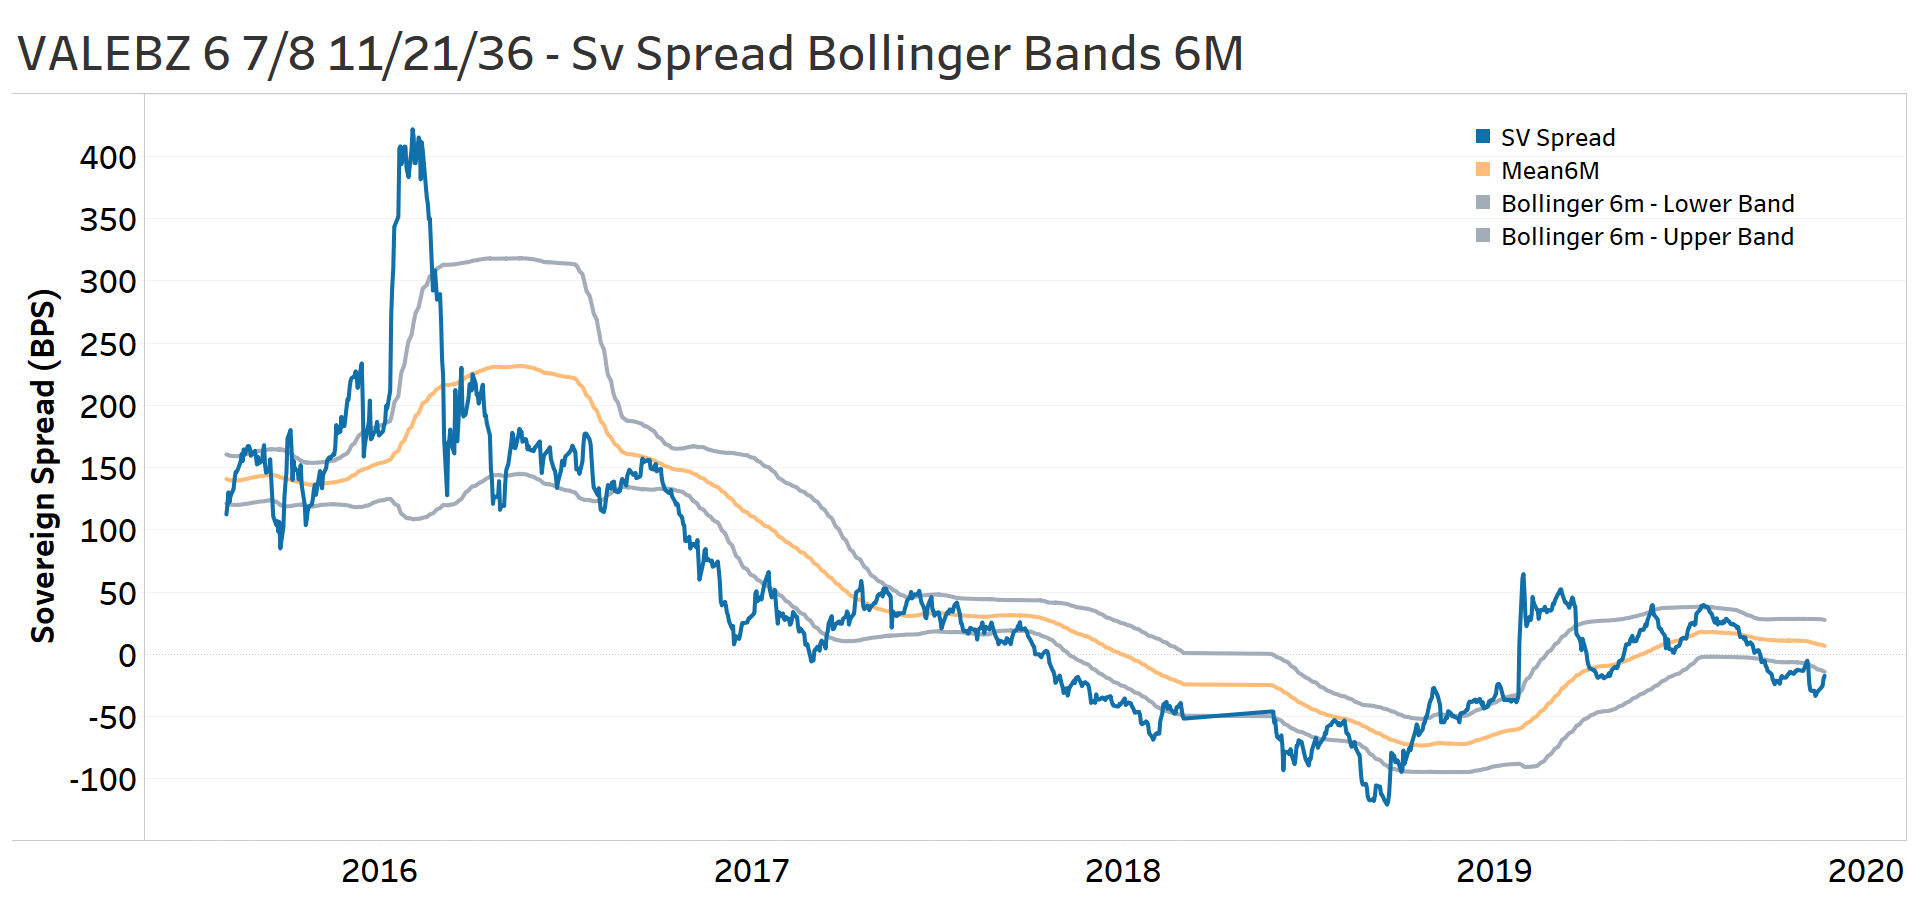 VALEBZ 6 7/8 11/21/36 - Sv Spread Bollinger Bands 6M
SV Spread
Mean6M
Bollinger 6m - Lower Band
Bollinger 6m - Upper Band
Sovereign Spread (BPS)
400
350
300
250
200
150
100
50
0
-50
-100
2016
2017
2018
2019
2020